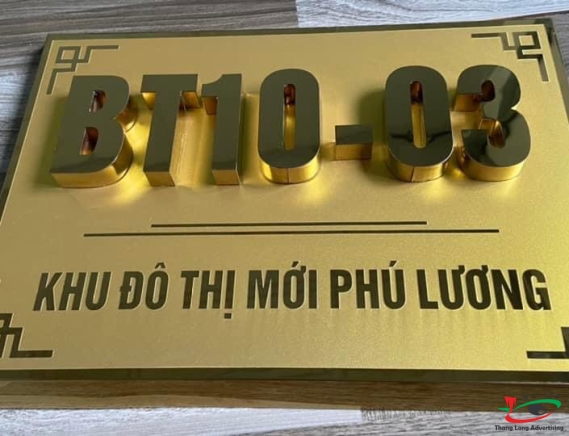 BT10-03
KHU ĐÔ THỊ MỚI PHÚ LƯƠNG
Thang Long Advertising